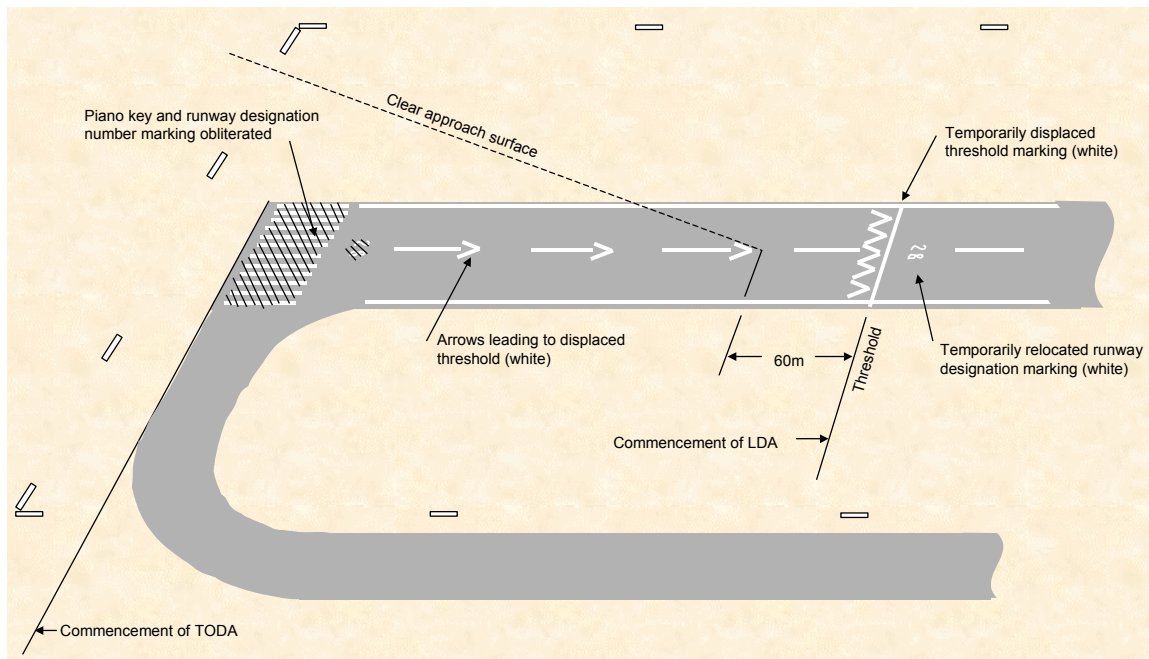 Clear approach surface
Piano key and runway designation
number marking obliterated
Temporarily displaced
threshold marking (white)
28
Arrows leading to displaced
threshold (white)
60m
Threshold
Temporarily relocated runway
designation marking (white)
Commencement of LDA
Commencement of TODA